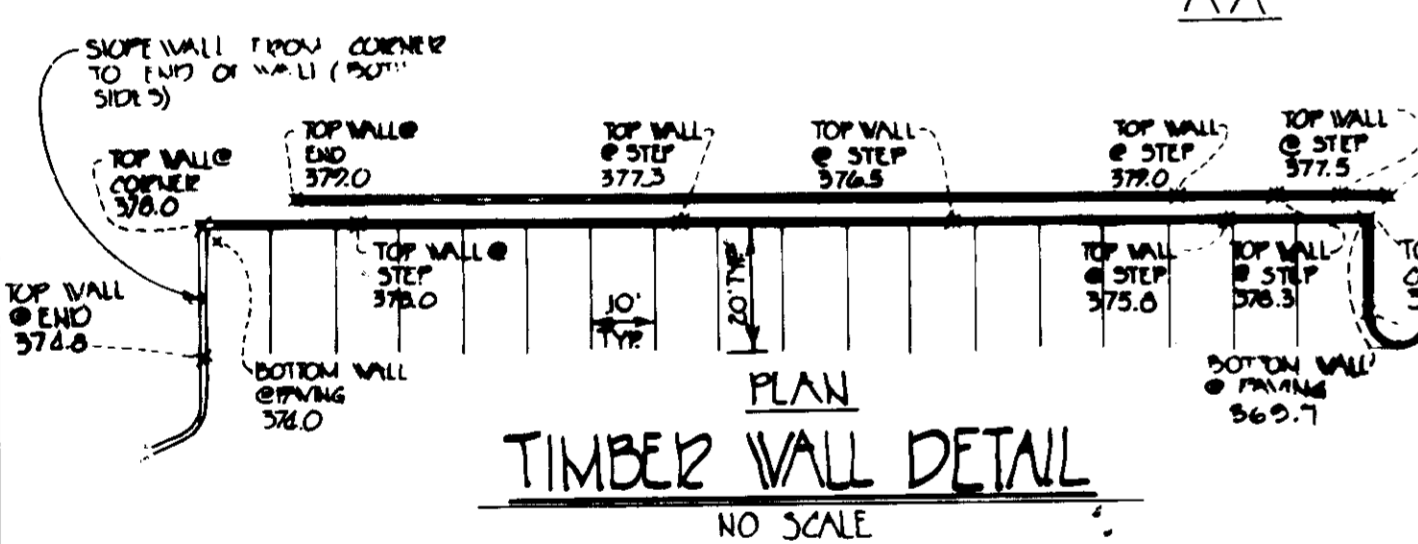 AA
SLOPE WALL FROM CORNER
TO END OF WALL (BOTH
SIDES)
TOP WALL@
CORNER
378.0
TOP WALL@
END
379.0
TOP WALL
@ STEP
377.3
TOP WALL
@ STEP
376.5
TOP WALL
@ STEP
379.0
TOP WALL
@ STEP
377.5
TOP WALL
@ END
374.8
TOP WALL @
STEP
378.0
10'
TYP.
20' TYP
TOP WALL
@ STEP
375.8
TOP WALL
@ STEP
378.3
BOTTOM WALL
@PAVING
374.0
BOTTOM WALL
@ PAVING
369.7
PLAN
TIMBER WALL DETAIL
NO SCALE